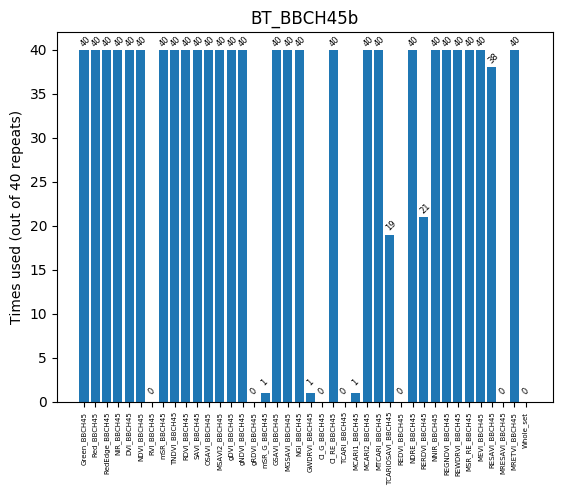 BT_BBCH45b
Times used (out of 40 repeats)
40
35
30
25
20
15
10
5
0
40 40 40 40 40 40 0 40 40 40 40 40 40 40 40 0 1 40 40 40 1 0 40 0 1 40 40 19 0 40 21 40 40 40 40 40 38 0 40 0
Green_BBCH45
Red_BBCH45
RedEdge_BBCH45
NIR_BBCH45
DVI_BBCH45
NDVI_BBCH45
RVI_BBCH45
mSR_BBCH45
TNDVI_BBCH45
RDVI_BBCH45
SAVI_BBCH45
OSAVI_BBCH45
MSAVI2_BBCH45
gDVI_BBCH45
gNDVI_BBCH45
gRDVI_BBCH45
mSR_G_BBCH45
GSAVI_BBCH45
MGSAVI_BBCH45
NGI_BBCH45
GWDRVI_BBCH45
CI_G_BBCH45
CI_RE_BBCH45
TCARI_BBCH45
MCARI1_BBCH45
MCARI2_BBCH45
MTCARI_BBCH45
TCARIOSAVI_BBCH45
REDVI_BBCH45
NDRE_BBCH45
RERDVI_BBCH45
NNIR_BBCH45
REGNDVI_BBCH45
REWDRVI_BBCH45
MSR_RE_BBCH45
MEVI_BBCH45
RESAVI_BBCH45
MRESAVI_BBCH45
MRETVI_BBCH45
Whole_set